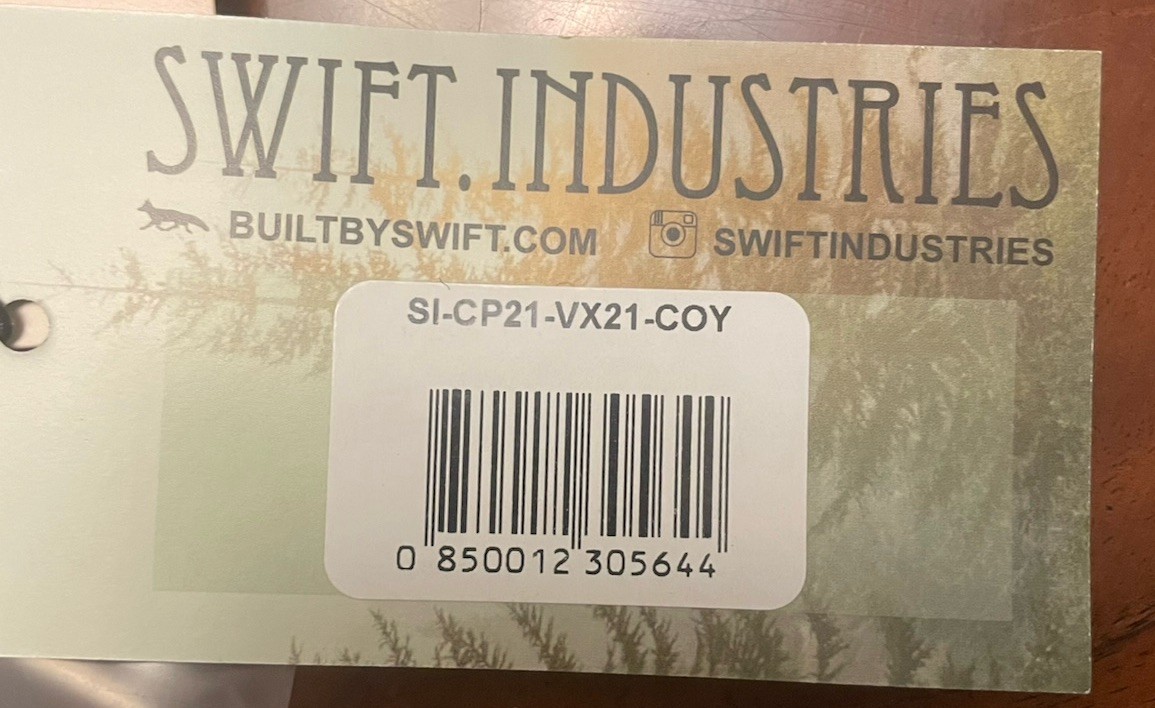 SWIFT.INDUSTRIES
BUILTBYSWIFT.COM SWIFTINDUSTRIES
SI-CP21-VX21-COY
0 850012 305644